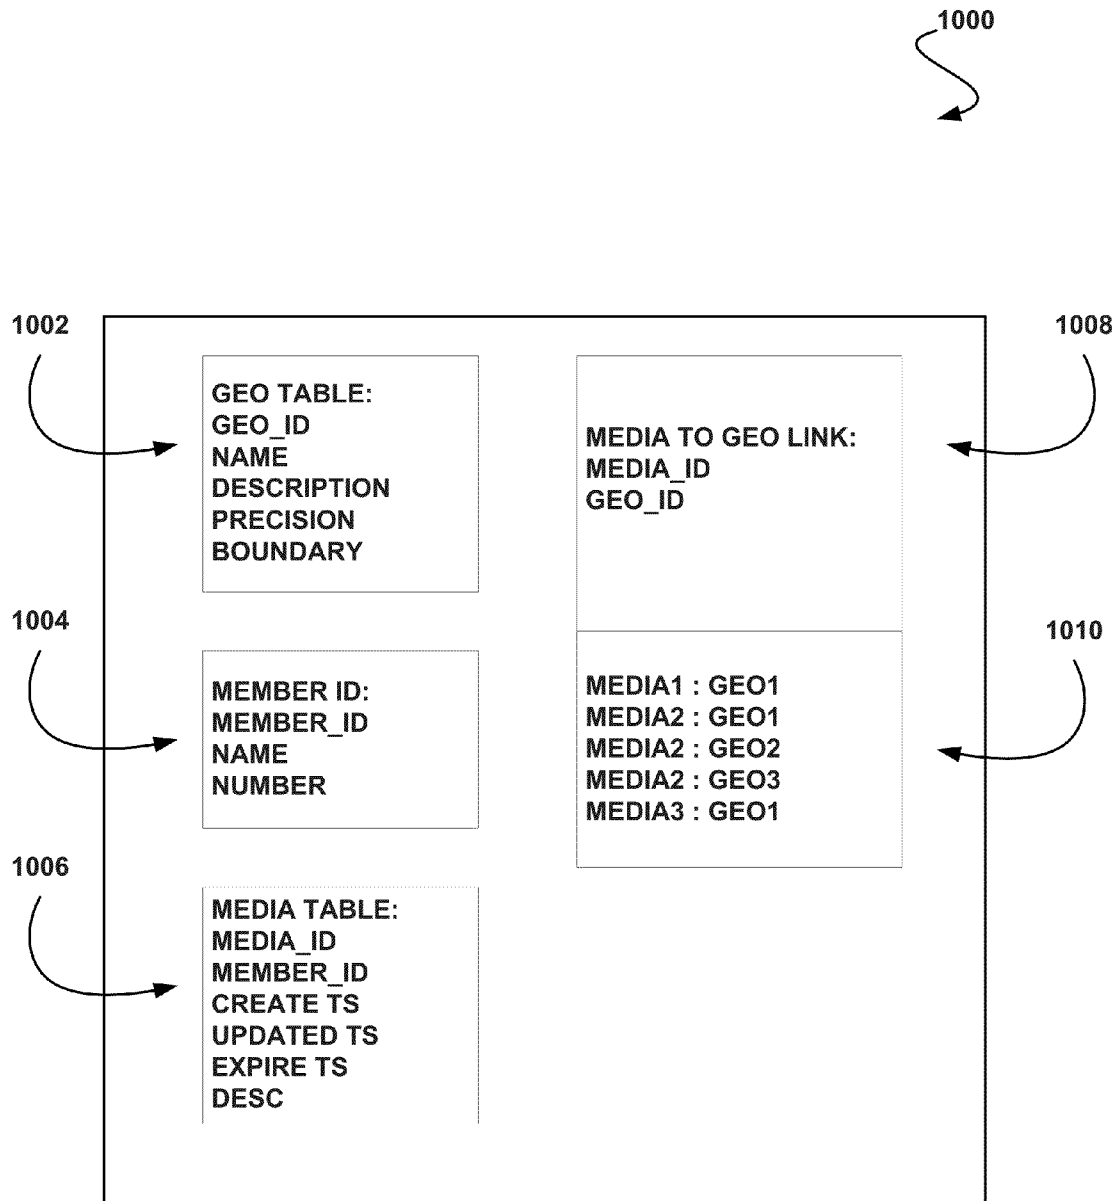 1000
1002
GEO TABLE:
GEO_ID
NAME
DESCRIPTION
PRECISION
BOUNDARY
1008
MEDIA TO GEO LINK:
MEDIA_ID
GEO_ID
1004
MEMBER ID:
MEMBER_ID
NAME
NUMBER
1010
MEDIA1 : GEO1
MEDIA2 : GEO1
MEDIA2 : GEO2
MEDIA2 : GEO3
MEDIA3 : GEO1
1006
MEDIA TABLE:
MEDIA_ID
MEMBER_ID
CREATE TS
UPDATED TS
EXPIRE TS
DESC